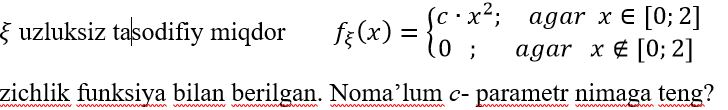 ξ uzluksiz tasodifiy miqdor f_ξ(x) = {c · x²; agar x ∈ [0; 2]
0 ; agar x ∉ [0; 2]
zichlik funksiya bilan berilgan. Noma’lum c- parametr nimaga teng?